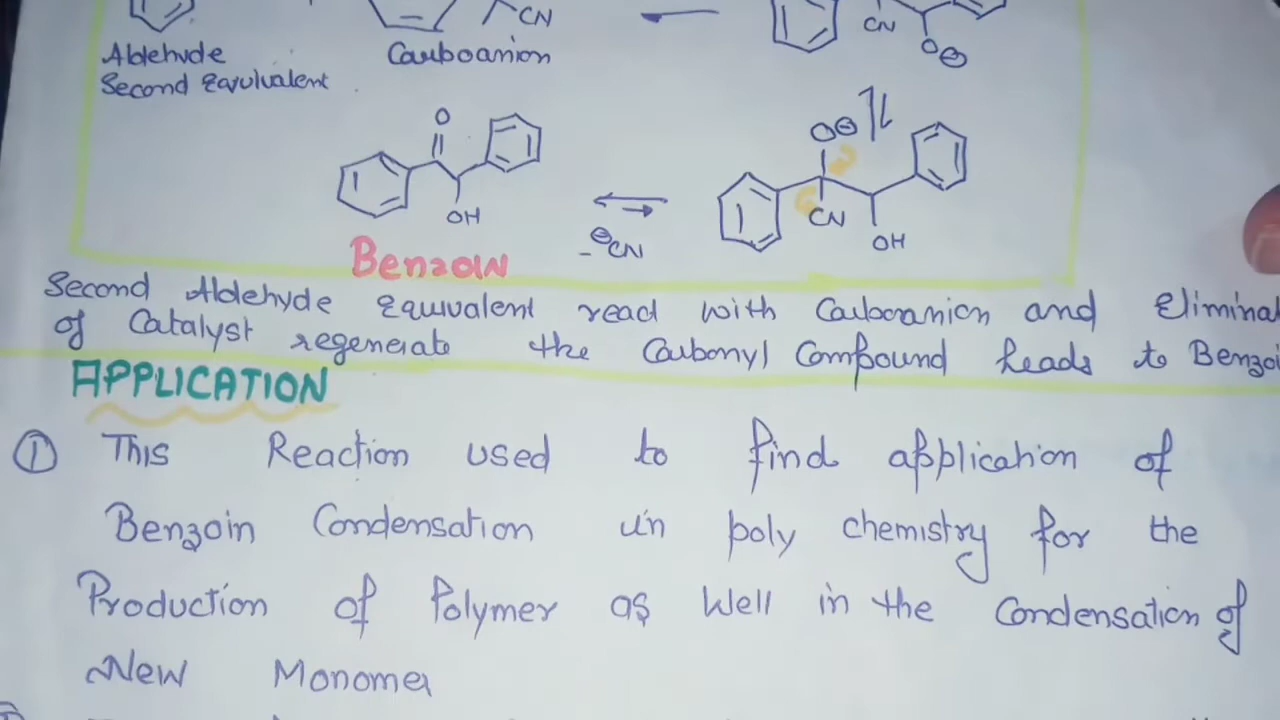 CN
CN
O⊖
Aldehyde Carboanion
Second Equivalent
O
O⊖
OH
CN
OH
⊖CN
-
Benzoin
Second Aldehyde Equivalent react with Carboanion and Eliminat
of Catalyst regenerate the Carbonyl Compound leads to Benzoi
APPLICATION
① This Reaction used to find application of
Benzoin Condensation in poly chemistry for the
Production of Polymer as Well in the Condensation of
New Monomer